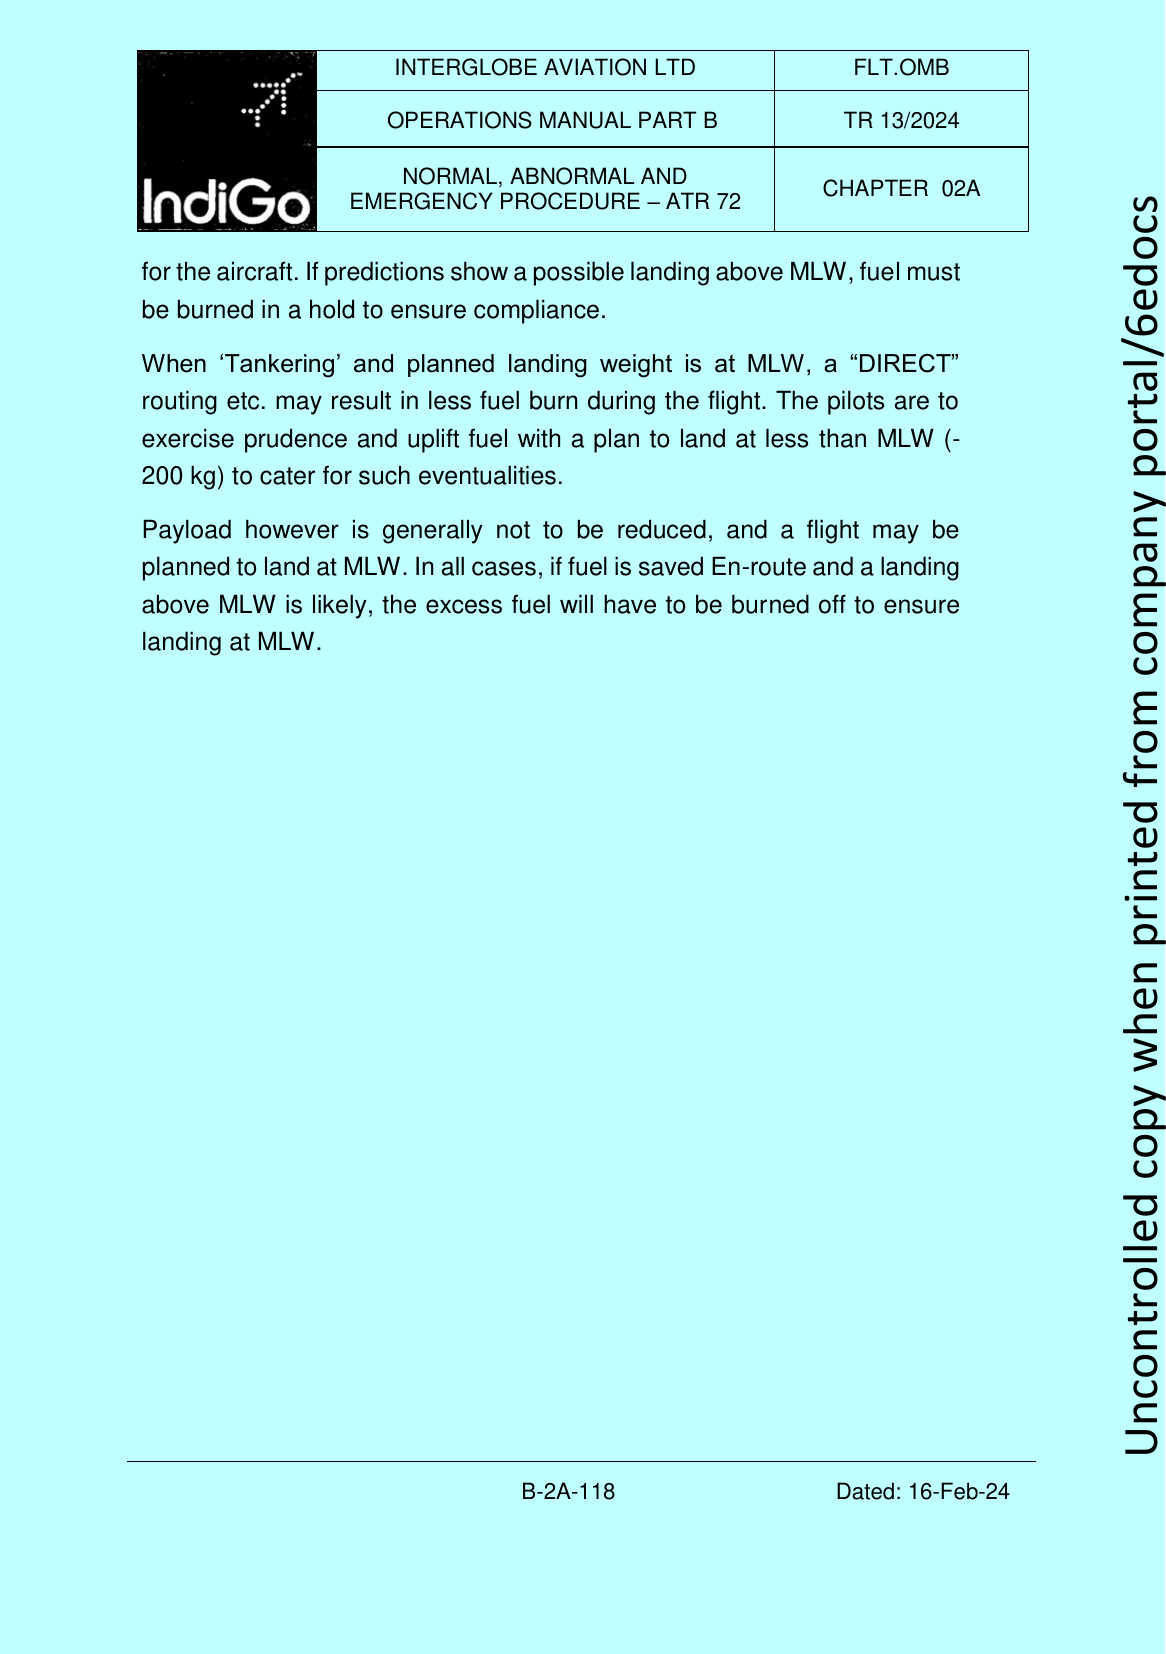 IndiGo
INTERGLOBE AVIATION LTD
FLT.OMB
OPERATIONS MANUAL PART B
TR 13/2024
NORMAL, ABNORMAL AND
EMERGENCY PROCEDURE – ATR 72
CHAPTER 02A
for the aircraft. If predictions show a possible landing above MLW, fuel must
be burned in a hold to ensure compliance.
When ‘Tankering’ and planned landing weight is at MLW, a “DIRECT”
routing etc. may result in less fuel burn during the flight. The pilots are to
exercise prudence and uplift fuel with a plan to land at less than MLW (-
200 kg) to cater for such eventualities.
Payload however is generally not to be reduced, and a flight may be
planned to land at MLW. In all cases, if fuel is saved En-route and a landing
above MLW is likely, the excess fuel will have to be burned off to ensure
landing at MLW.
B-2A-118
Dated: 16-Feb-24
Uncontrolled copy when printed from company portal/6edocs